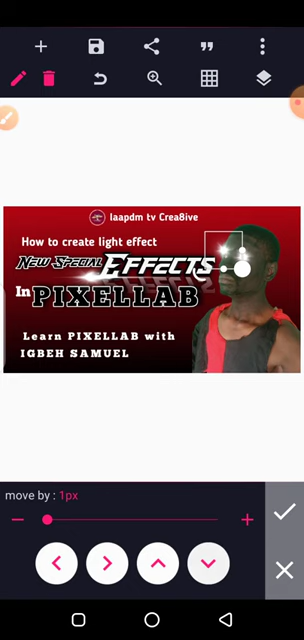 Iaapdm tv Crea8ive
How to create light effect
New Special EFFECTS
In PIXELLAB
Learn PIXELLAB with
IGBEH SAMUEL
move by : 1px